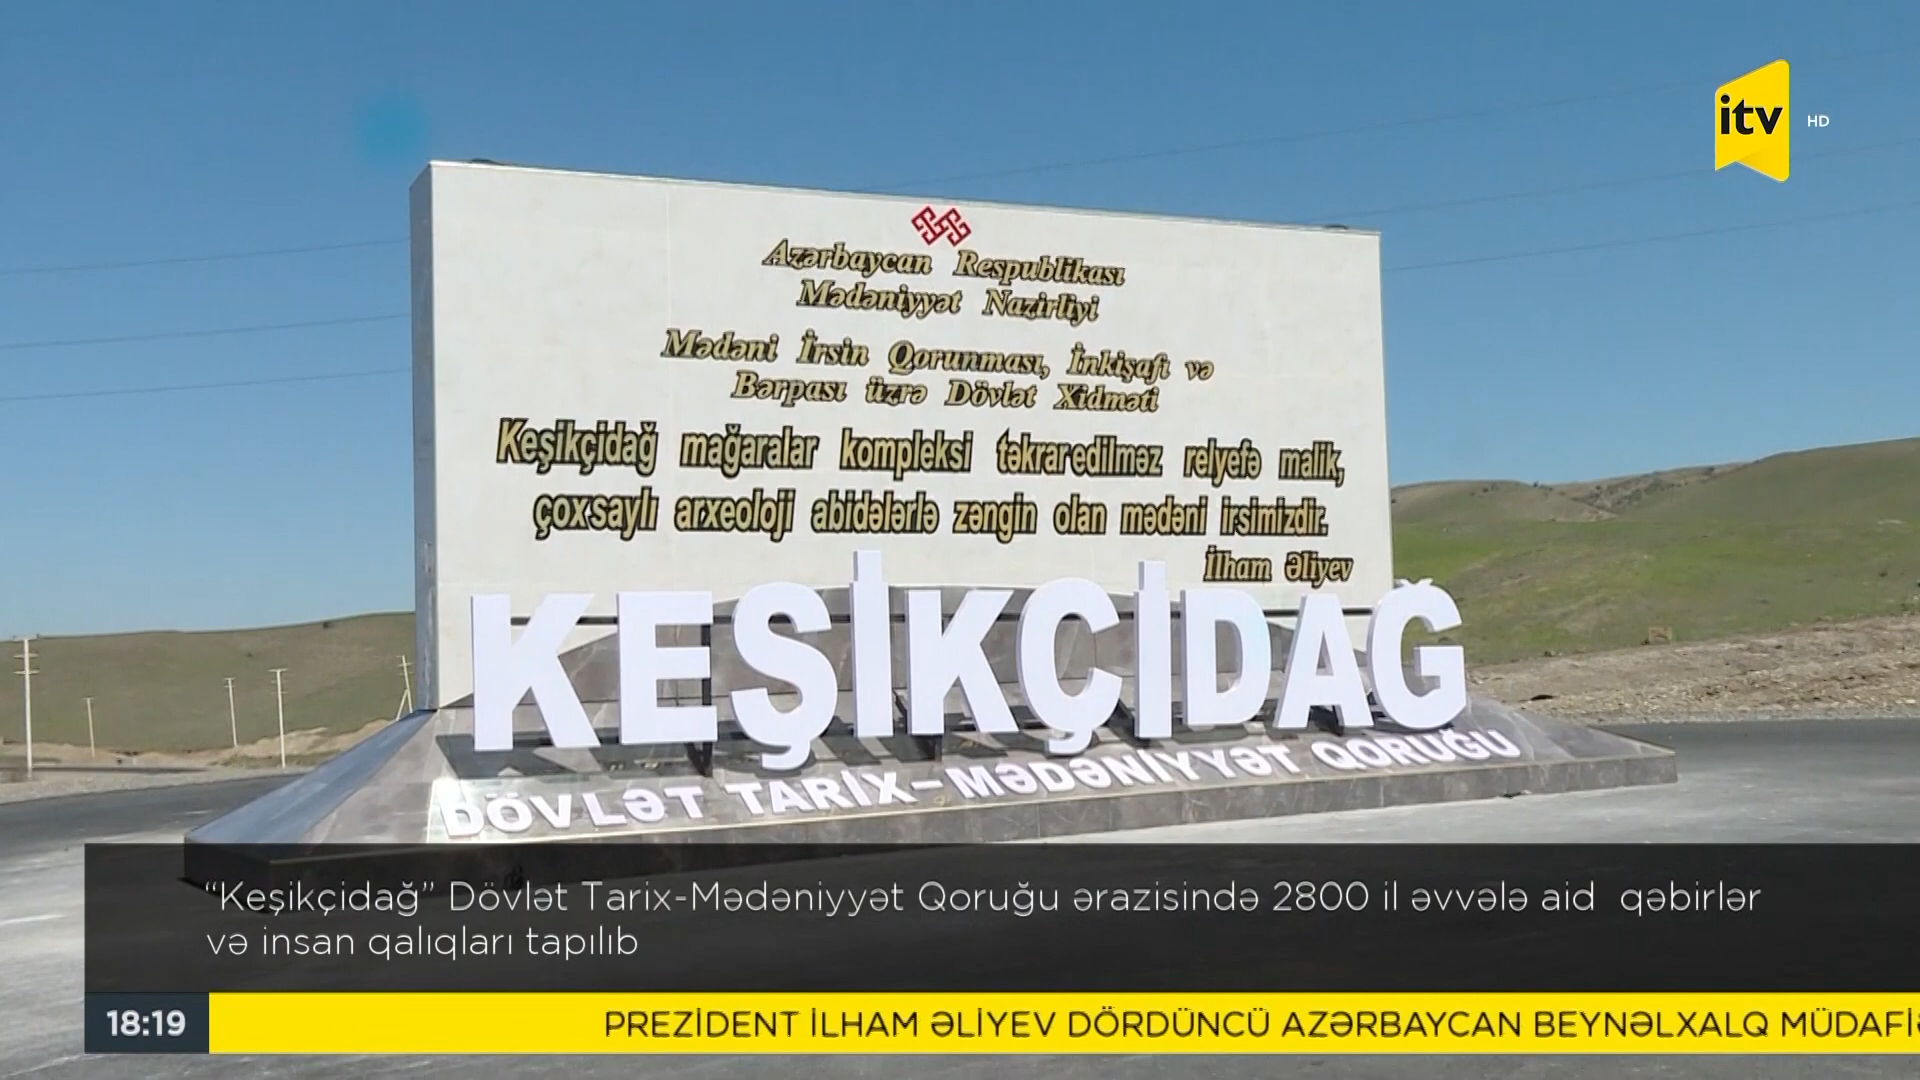 itv HD
Azərbaycan Respublikası
Mədəniyyət Nazirliyi
Mədəni İrsin Qorunması, İnkişafı və
Bərpası üzrə Dövlət Xidməti
Keşikçidağ mağaralar kompleksi təkraredilməz relyefə malik,
çoxsaylı arxeoloji abidələrlə zəngin olan mədəni irsimizdir.
İlham Əliyev
KEŞİKÇİDAĞ
DÖVLƏT TARİX-MƏDƏNİYYƏT QORUĞU
“Keşikçidağ” Dövlət Tarix-Mədəniyyət Qoruğu ərazisində 2800 il əvvələ aid qəbirlər
və insan qalıqları tapılıb
18:19 PREZİDENT İLHAM ƏLİYEV DÖRDÜNCÜ AZƏRBAYCAN BEYNƏLXALQ MÜDAFİƏ